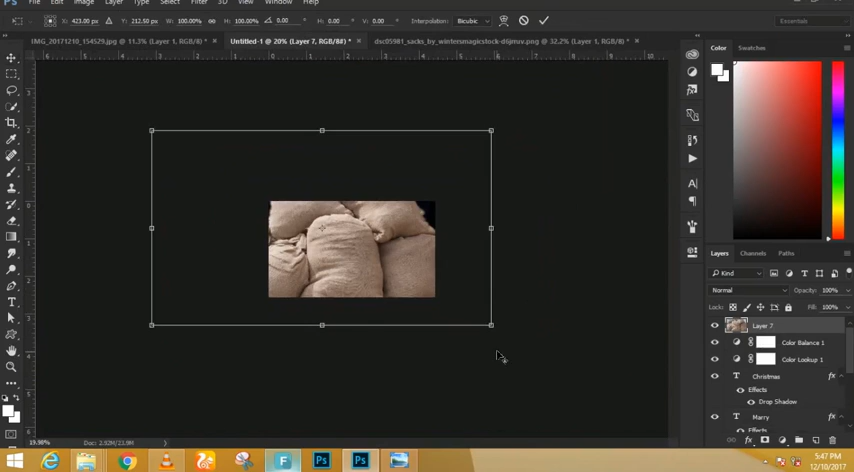 Ps File Edit Image Layer Type Select Filter 3D View Window Help
X: 423.00 px Y: 212.50 px W: 100.00% H: 100.00% 0.00 H: 0.00 V: 0.00 Interpolation: Bicubic Essentials
IMG_20171210_154529.jpg @ 11.3% (Layer 1, RGB/8) * × Untitled-1 @ 20% (Layer 7, RGB/8#) * × dsc05981_sacks_by_wintersmagicstock-d6jmuv.png @ 32.2% (Layer 1, RGB/8) * ×
Color Swatches
Layers Channels Paths
Kind
Normal Opacity: 100%
Lock: Fill: 100%
Layer 7
Color Balance 1
Color Lookup 1
T Christmas fx
Effects
Drop Shadow
T Marry fx
Effects
19.98% Doc: 2.92M/23.9M
5:47 PM
12/10/2017